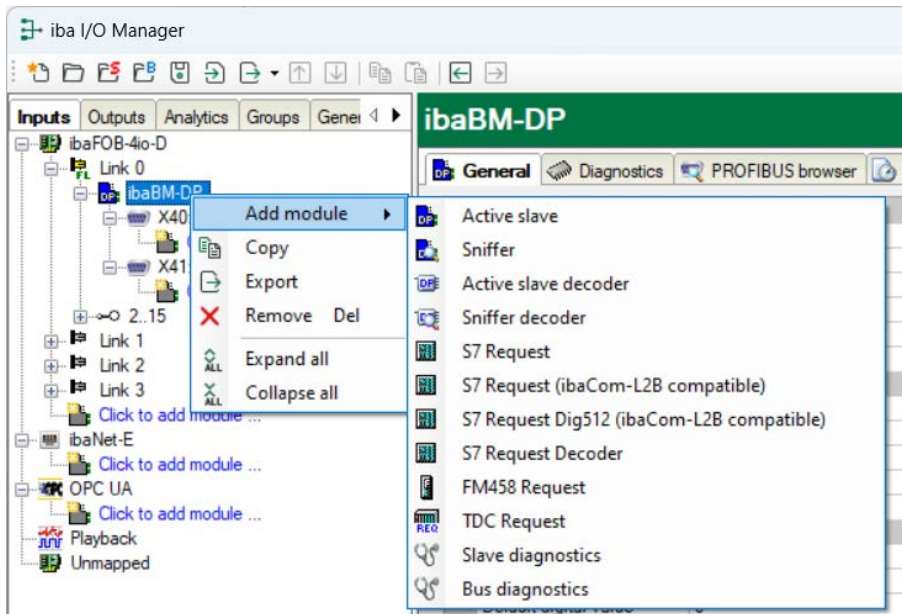 iba I/O Manager
Inputs Outputs Analytics Groups Gener
ibaBM-DP
General Diagnostics PROFIBUS browser
ibaFOB-4io-D
Link 0
ibaBM-DP
X40
X41
2..15
Link 1
Link 2
Link 3
Click to add module ...
ibaNet-E
Click to add module ...
OPC UA
Click to add module ...
Playback
Unmapped
Add module
Copy
Export
Remove Del
Expand all
Collapse all
Active slave
Sniffer
Active slave decoder
Sniffer decoder
S7 Request
S7 Request (ibaCom-L2B compatible)
S7 Request Dig512 (ibaCom-L2B compatible)
S7 Request Decoder
FM458 Request
TDC Request
Slave diagnostics
Bus diagnostics